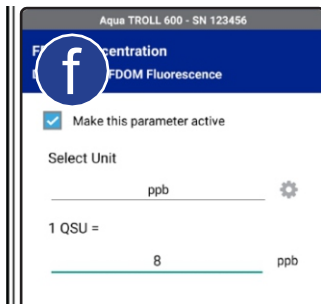 Aqua TROLL 600 - SN 123456
f
FDOM Fluorescence
Make this parameter active
Select Unit
ppb
1 QSU =
8 ppb